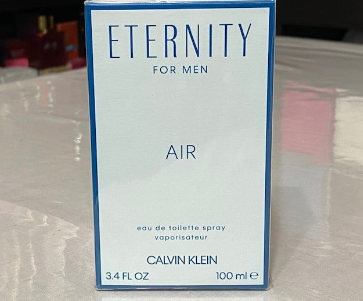 ETERNITY
FOR MEN
AIR
eau de toilette spray
vaporisateur
CALVIN KLEIN
3.4 FL OZ 100 ml ℮